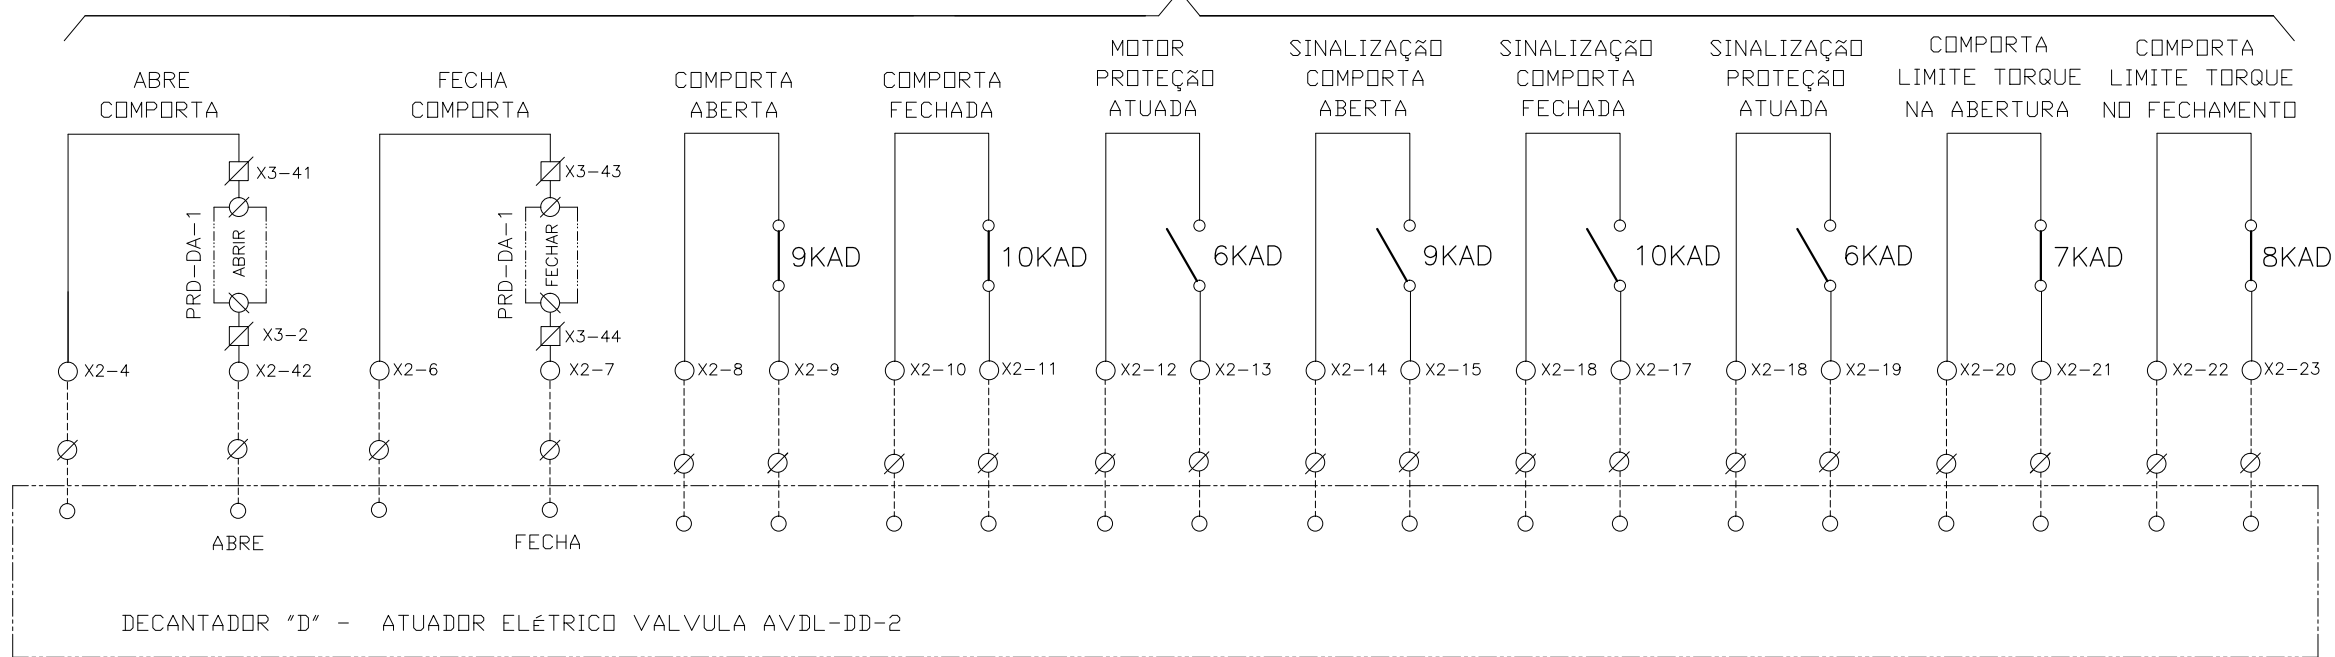 ABRE
COMPORTA
FECHA
COMPORTA
COMPORTA
ABERTA
COMPORTA
FECHADA
MOTOR
PROTEÇÃO
ATUADA
SINALIZAÇÃO
COMPORTA
ABERTA
SINALIZAÇÃO
COMPORTA
FECHADA
SINALIZAÇÃO
PROTEÇÃO
ATUADA
COMPORTA
LIMITE TORQUE
NA ABERTURA
COMPORTA
LIMITE TORQUE
NO FECHAMENTO
X3-41
X3-43
PRD-DA-1
ABRIR
PRD-DA-1
FECHAR
9KAD
10KAD
6KAD
9KAD
10KAD
6KAD
7KAD
8KAD
X3-2
X3-44
X2-4
X2-42
X2-6
X2-7
X2-8
X2-9
X2-10
X2-11
X2-12
X2-13
X2-14
X2-15
X2-18
X2-17
X2-18
X2-19
X2-20
X2-21
X2-22
X2-23
ABRE
FECHA
DECANTADOR "D" - ATUADOR ELÉTRICO VALVULA AVDL-DD-2